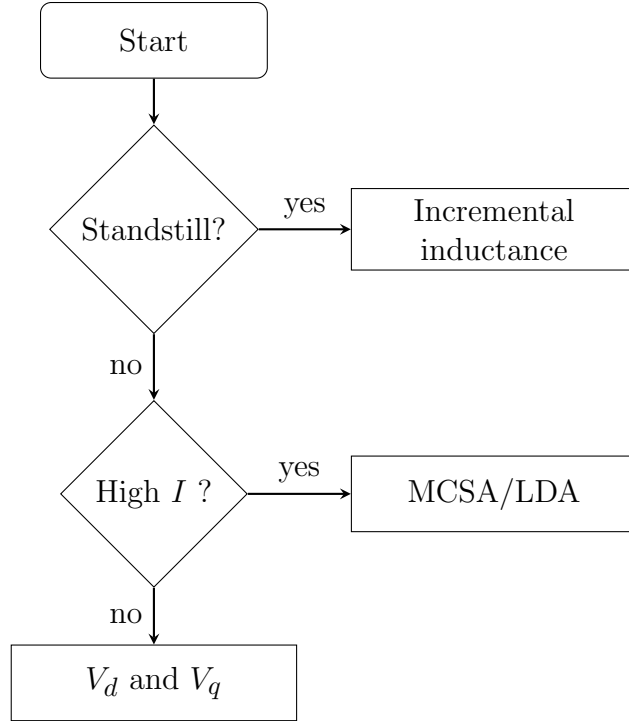 Start
Standstill?
yes
Incremental
inductance
no
High I ?
yes
MCSA/LDA
no
V_d and V_q